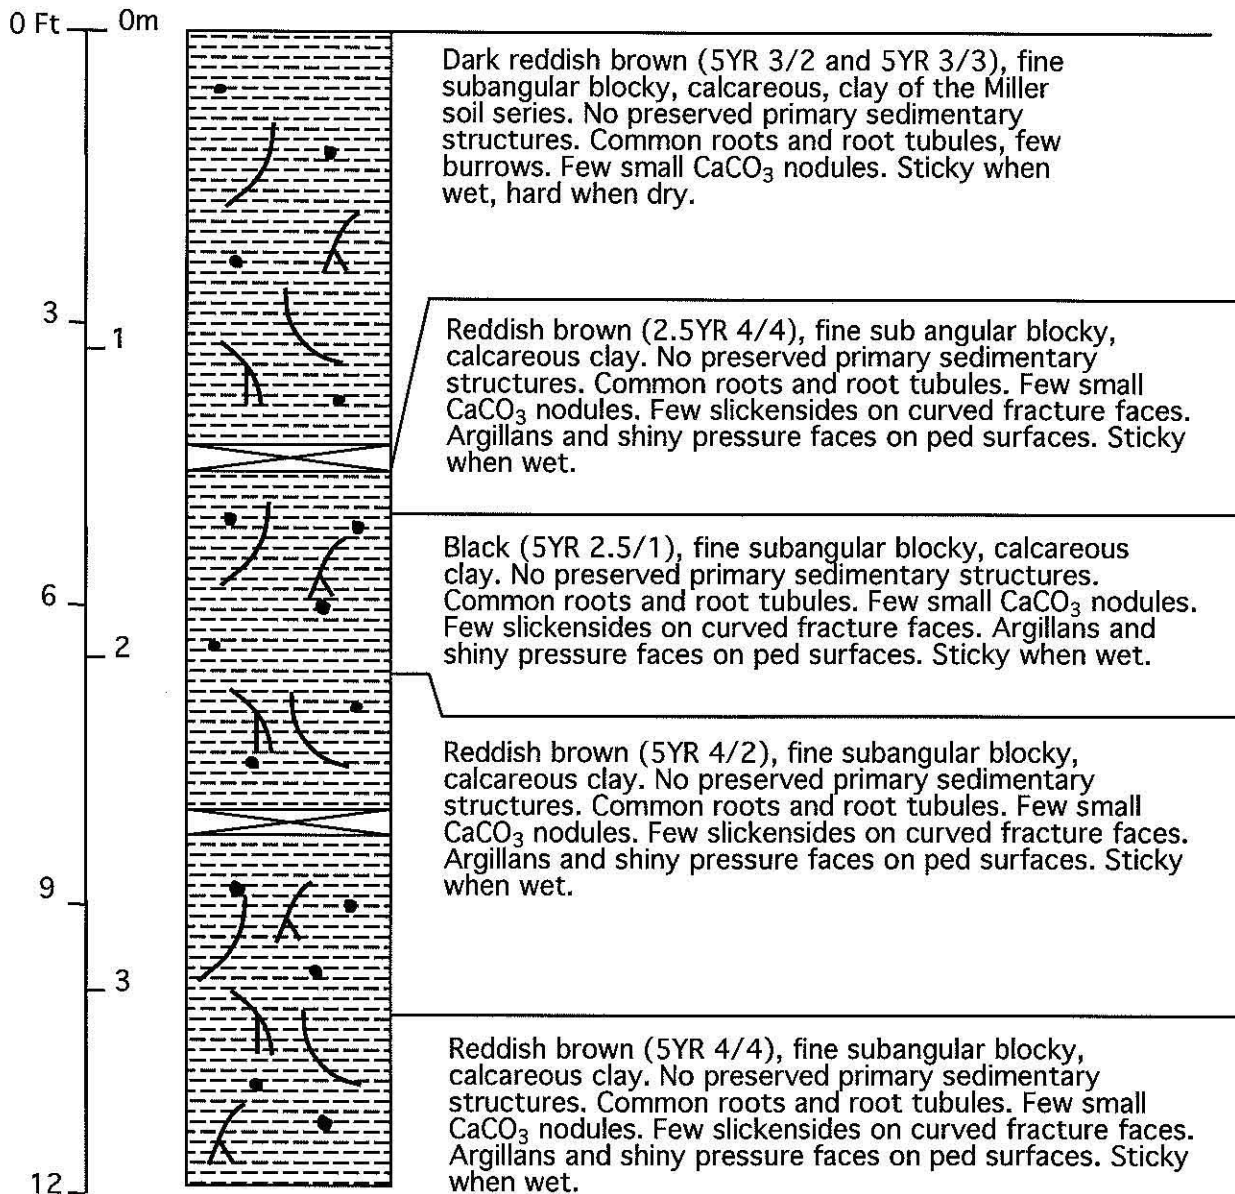 0 Ft 0m
Dark reddish brown (5YR 3/2 and 5YR 3/3), fine
subangular blocky, calcareous, clay of the Miller
soil series. No preserved primary sedimentary
structures. Common roots and root tubules, few
burrows. Few small CaCO₃ nodules. Sticky when
wet, hard when dry.
3
1
Reddish brown (2.5YR 4/4), fine sub angular blocky,
calcareous clay. No preserved primary sedimentary
structures. Common roots and root tubules. Few small
CaCO₃ nodules. Few slickensides on curved fracture faces.
Argillans and shiny pressure faces on ped surfaces. Sticky
when wet.
Black (5YR 2.5/1), fine subangular blocky, calcareous
clay. No preserved primary sedimentary structures.
Common roots and root tubules. Few small CaCO₃ nodules.
Few slickensides on curved fracture faces. Argillans and
shiny pressure faces on ped surfaces. Sticky when wet.
6
2
Reddish brown (5YR 4/2), fine subangular blocky,
calcareous clay. No preserved primary sedimentary
structures. Common roots and root tubules. Few small
CaCO₃ nodules. Few slickensides on curved fracture faces.
Argillans and shiny pressure faces on ped surfaces. Sticky
when wet.
9
3
Reddish brown (5YR 4/4), fine subangular blocky,
calcareous clay. No preserved primary sedimentary
structures. Common roots and root tubules. Few small
CaCO₃ nodules. Few slickensides on curved fracture faces.
Argillans and shiny pressure faces on ped surfaces. Sticky
when wet.
12